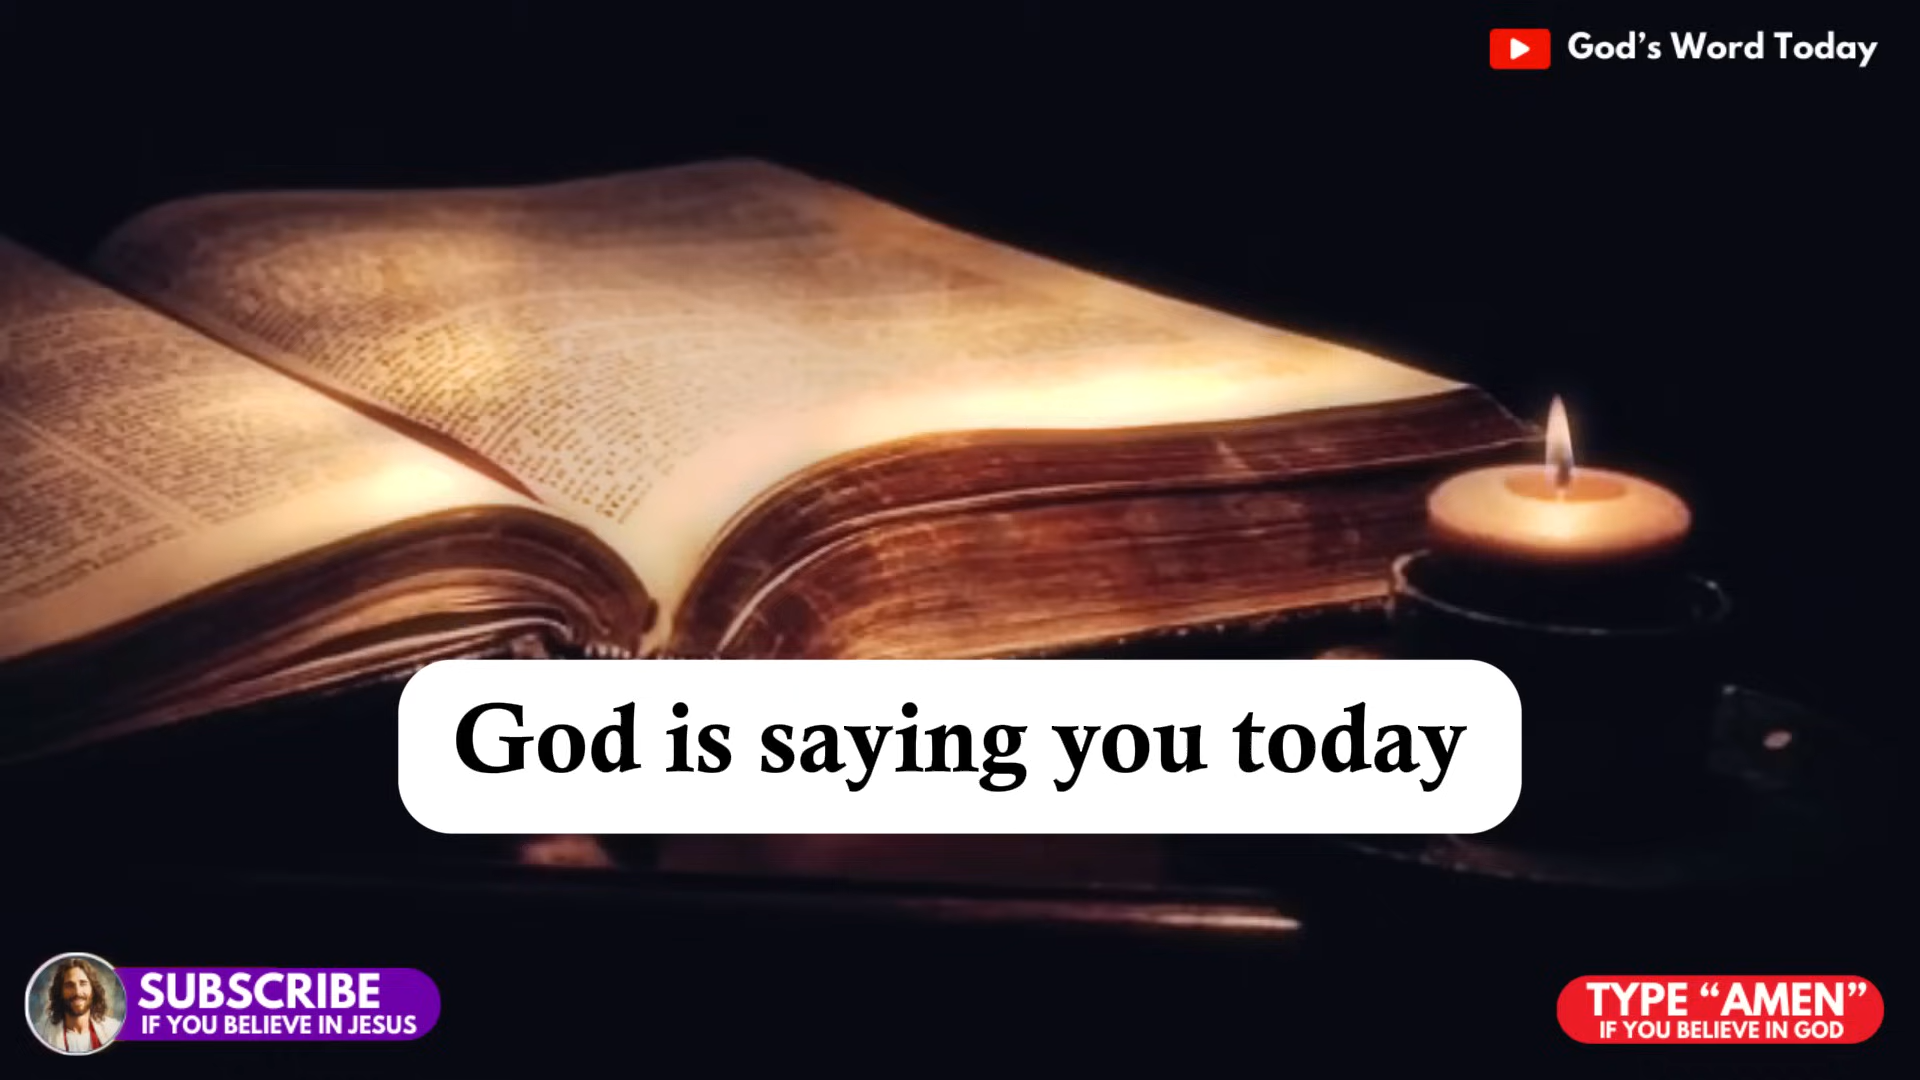 God's Word Today
God is saying you today
SUBSCRIBE
IF YOU BELIEVE IN JESUS
TYPE “AMEN”
IF YOU BELIEVE IN GOD